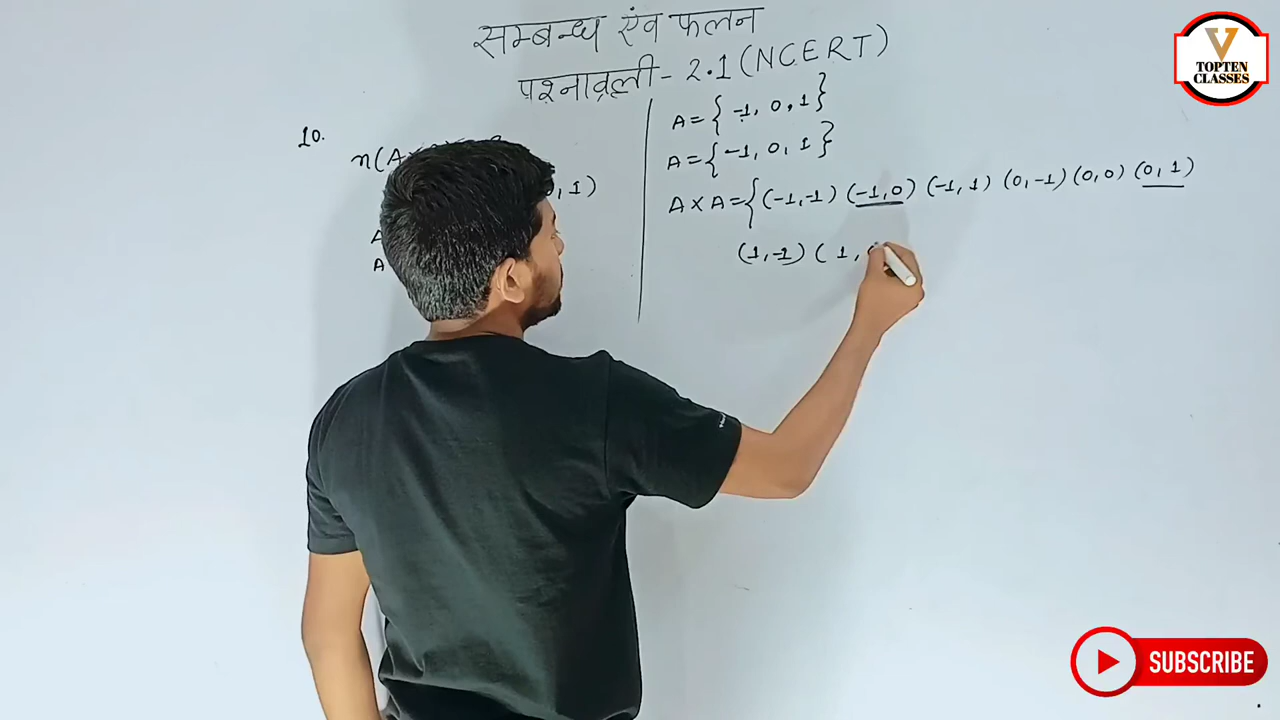 सम्बन्ध एंव फलन
प्रश्नावली - 2.1 (NCERT)
10.
n(A
, 1)
A
A
A = {-1, 0, 1}
A = {-1, 0, 1}
A × A = {(-1,-1) (-1,0) (-1,1) (0,-1) (0,0) (0,1)
(1,-1) (1,
V
TOPTEN
CLASSES
SUBSCRIBE